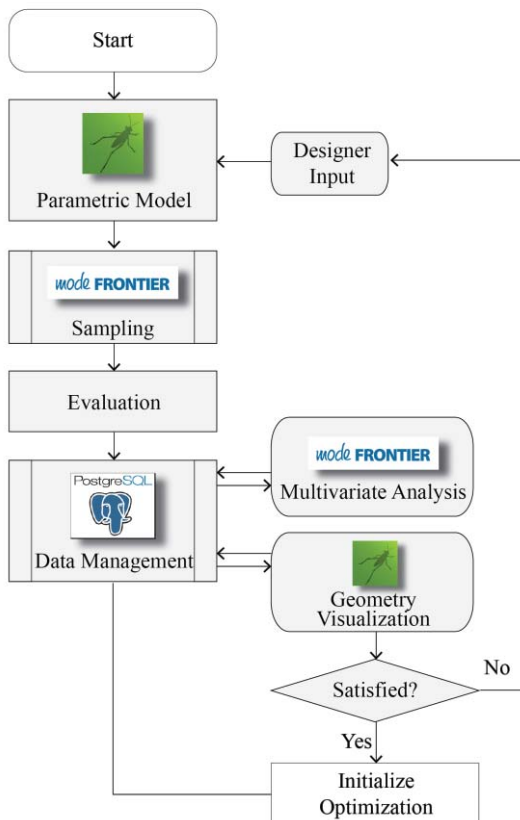 Start
Parametric Model
Designer
Input
mode FRONTIER
Sampling
Evaluation
PostgreSQL
Data Management
mode FRONTIER
Multivariate Analysis
Geometry
Visualization
Satisfied?
No
Yes
Initialize
Optimization